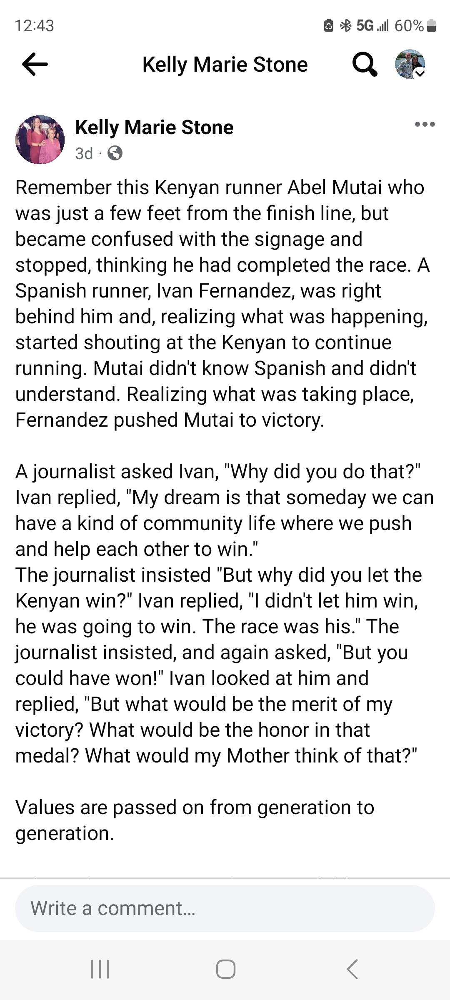 12:43
5G 60%
Kelly Marie Stone
Kelly Marie Stone
3d ·
Remember this Kenyan runner Abel Mutai who
was just a few feet from the finish line, but
became confused with the signage and
stopped, thinking he had completed the race. A
Spanish runner, Ivan Fernandez, was right
behind him and, realizing what was happening,
started shouting at the Kenyan to continue
running. Mutai didn't know Spanish and didn't
understand. Realizing what was taking place,
Fernandez pushed Mutai to victory.
A journalist asked Ivan, "Why did you do that?"
Ivan replied, "My dream is that someday we can
have a kind of community life where we push
and help each other to win."
The journalist insisted "But why did you let the
Kenyan win?" Ivan replied, "I didn't let him win,
he was going to win. The race was his." The
journalist insisted, and again asked, "But you
could have won!" Ivan looked at him and
replied, "But what would be the merit of my
victory? What would be the honor in that
medal? What would my Mother think of that?"
Values are passed on from generation to
generation.
Write a comment...